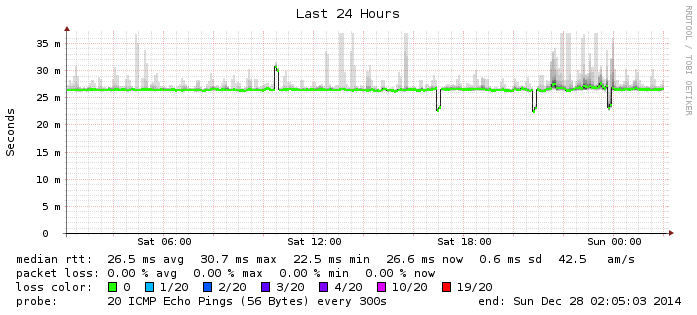 Last 24 Hours
RRDTOOL / TOBI OETIKER
Seconds
35 m
30 m
25 m
20 m
15 m
10 m
5 m
0
Sat 06:00 Sat 12:00 Sat 18:00 Sun 00:00
median rtt: 26.5 ms avg 30.7 ms max 22.5 ms min 26.6 ms now 0.6 ms sd 42.5 am/s
packet loss: 0.00 % avg 0.00 % max 0.00 % min 0.00 % now
loss color: 0 1/20 2/20 3/20 4/20 10/20 19/20
probe: 20 ICMP Echo Pings (56 Bytes) every 300s end: Sun Dec 28 02:05:03 2014